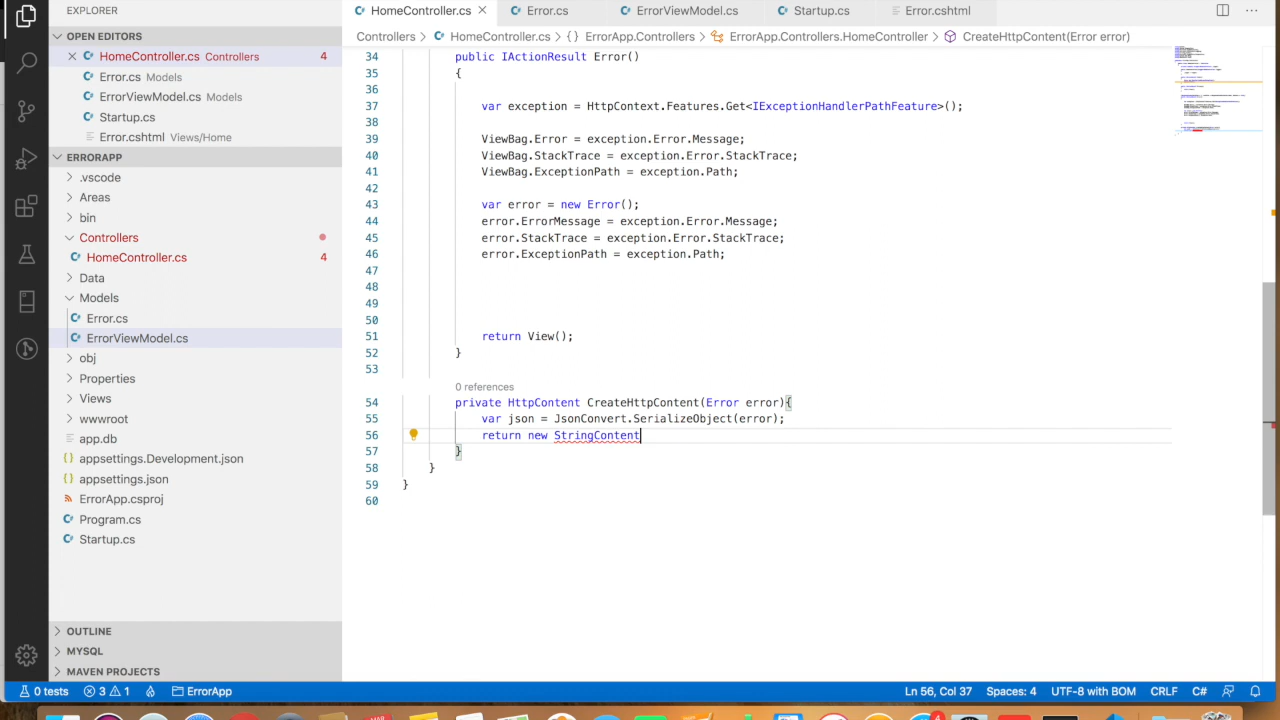 EXPLORER
OPEN EDITORS
HomeController.cs Controllers 4
Error.cs Models
ErrorViewModel.cs Models
Startup.cs
Error.cshtml Views/Home
ERRORAPP
.vscode
Areas
bin
Controllers
HomeController.cs 4
Data
Models
Error.cs
ErrorViewModel.cs
obj
Properties
Views
wwwroot
app.db
appsettings.Development.json
appsettings.json
ErrorApp.csproj
Program.cs
Startup.cs
OUTLINE
MYSQL
MAVEN PROJECTS
HomeController.cs Error.cs ErrorViewModel.cs Startup.cs Error.cshtml
Controllers > HomeController.cs > {} ErrorApp.Controllers > ErrorApp.Controllers.HomeController > CreateHttpContent(Error error)
34 public IActionResult Error()
35 {
36
37 var exception = HttpContext.Features.Get<IExceptionHandlerPathFeature>();
38
39 ViewBag.Error = exception.Error.Message;
40 ViewBag.StackTrace = exception.Error.StackTrace;
41 ViewBag.ExceptionPath = exception.Path;
42
43 var error = new Error();
44 error.ErrorMessage = exception.Error.Message;
45 error.StackTrace = exception.Error.StackTrace;
46 error.ExceptionPath = exception.Path;
47
48
49
50
51 return View();
52 }
53
0 references
54 private HttpContent CreateHttpContent(Error error){
55 var json = JsonConvert.SerializeObject(error);
56 return new StringContent
57 }
58 }
59 }
60
0 tests 3 1 ErrorApp Ln 56, Col 37 Spaces: 4 UTF-8 with BOM CRLF C#